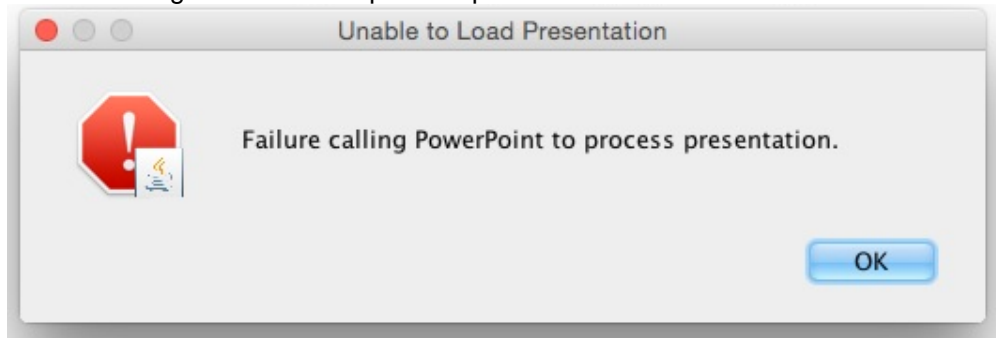 Unable to Load Presentation
Failure calling PowerPoint to process presentation.
OK